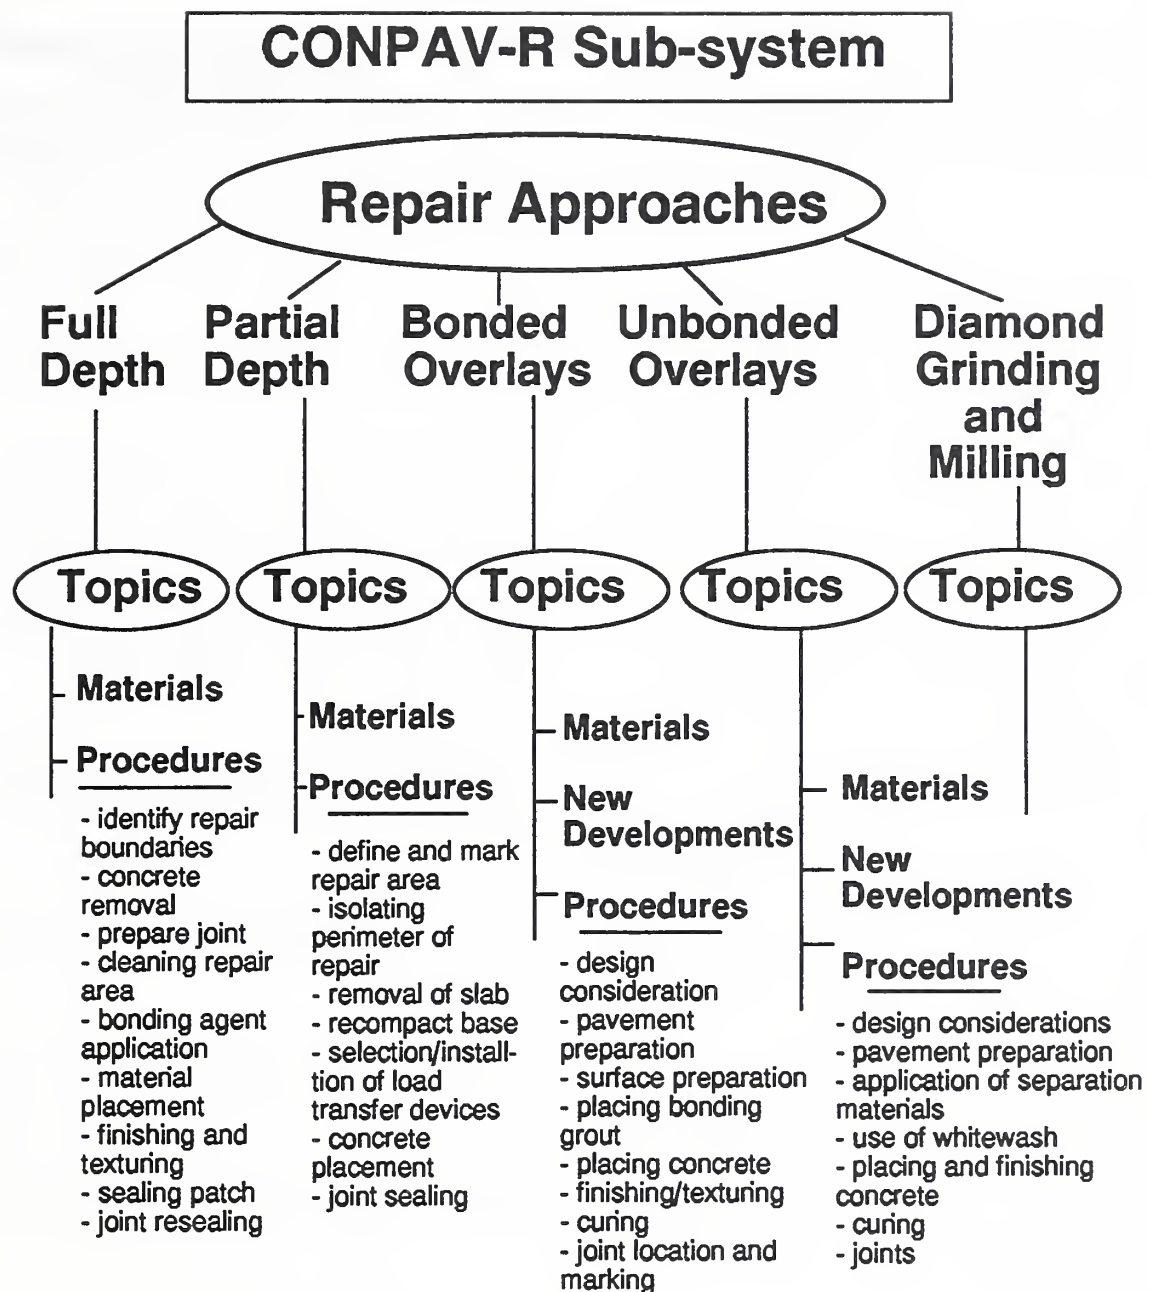 CONPAV-R Sub-system
Repair Approaches
Full
Depth
Partial
Depth
Bonded
Overlays
Unbonded
Overlays
Diamond
Grinding
and
Milling
Topics
Materials
Procedures
- identify repair
boundaries
- concrete
removal
- prepare joint
- cleaning repair
area
- bonding agent
application
- material
placement
- finishing and
texturing
- sealing patch
- joint resealing
Topics
Materials
Procedures
- define and mark
repair area
- isolating
perimeter of
repair
- removal of slab
- recompact base
- selection/install-
tion of load
transfer devices
- concrete
placement
- joint sealing
Topics
Materials
New
Developments
Procedures
- design
consideration
- pavement
preparation
- surface preparation
- placing bonding
grout
- placing concrete
- finishing/texturing
- curing
- joint location and
marking
Topics
Materials
New
Developments
Procedures
- design considerations
- pavement preparation
- application of separation
materials
- use of whitewash
- placing and finishing
concrete
- curing
- joints
Topics